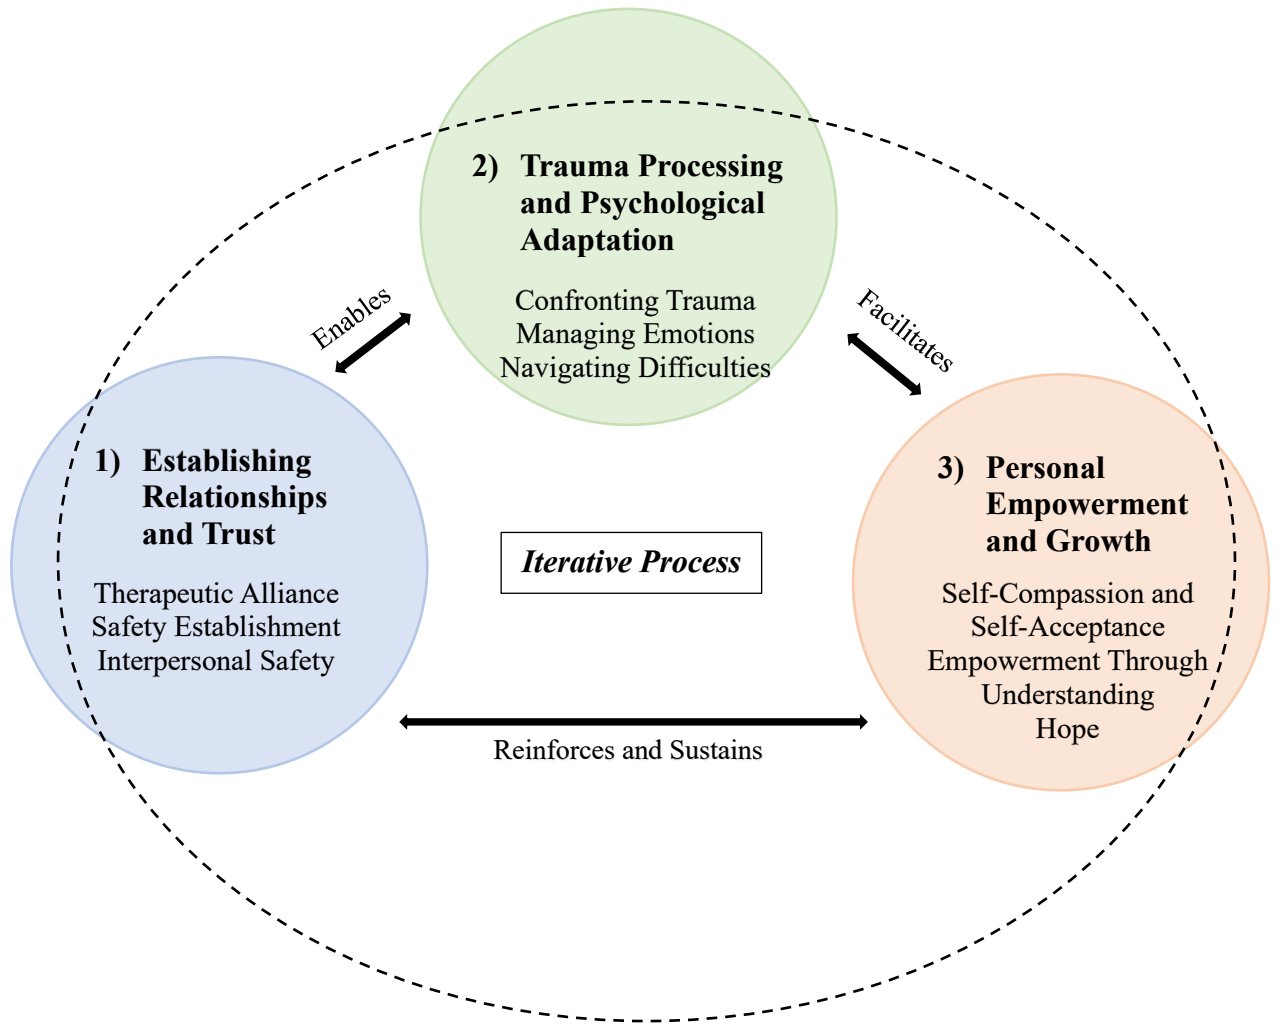 2) Trauma Processing
and Psychological
Adaptation
Confronting Trauma
Managing Emotions
Navigating Difficulties
Enables
Facilitates
1) Establishing
Relationships
and Trust
Therapeutic Alliance
Safety Establishment
Interpersonal Safety
Iterative Process
3) Personal
Empowerment
and Growth
Self-Compassion and
Self-Acceptance
Empowerment Through
Understanding
Hope
Reinforces and Sustains